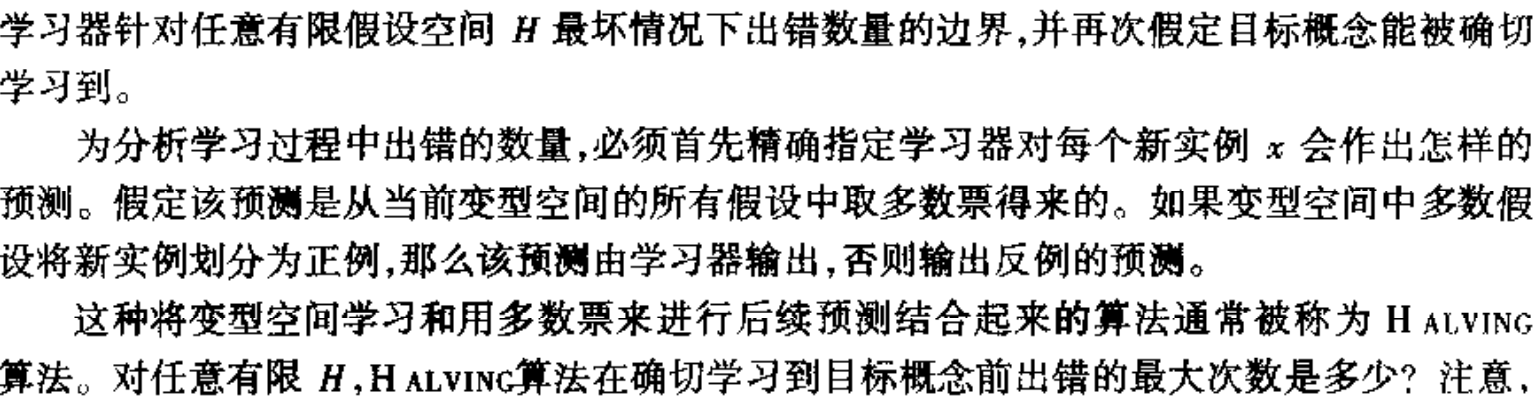 学习器针对任意有限假设空间 H 最坏情况下出错数量的边界,并再次假定目标概念能被确切
学习到。
为分析学习过程中出错的数量,必须首先精确指定学习器对每个新实例 x 会作出怎样的
预测。假定该预测是从当前变型空间的所有假设中取多数票得来的。如果变型空间中多数假
设将新实例划分为正例,那么该预测由学习器输出,否则输出反例的预测。
这种将变型空间学习和用多数票来进行后续预测结合起来的算法通常被称为 HALVING
算法。对任意有限 H,HALVING算法在确切学习到目标概念前出错的最大次数是多少? 注意,